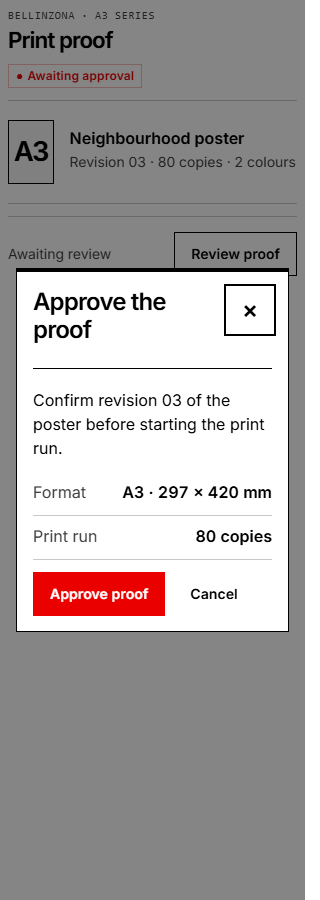 BELLINZONA · A3 SERIES
Print proof
Awaiting approval
A3
Neighbourhood poster
Revision 03 · 80 copies · 2 colours
Awaiting review
Review proof
Approve the
proof
×
Confirm revision 03 of the
poster before starting the print
run.
Format A3 · 297 × 420 mm
Print run 80 copies
Approve proof Cancel